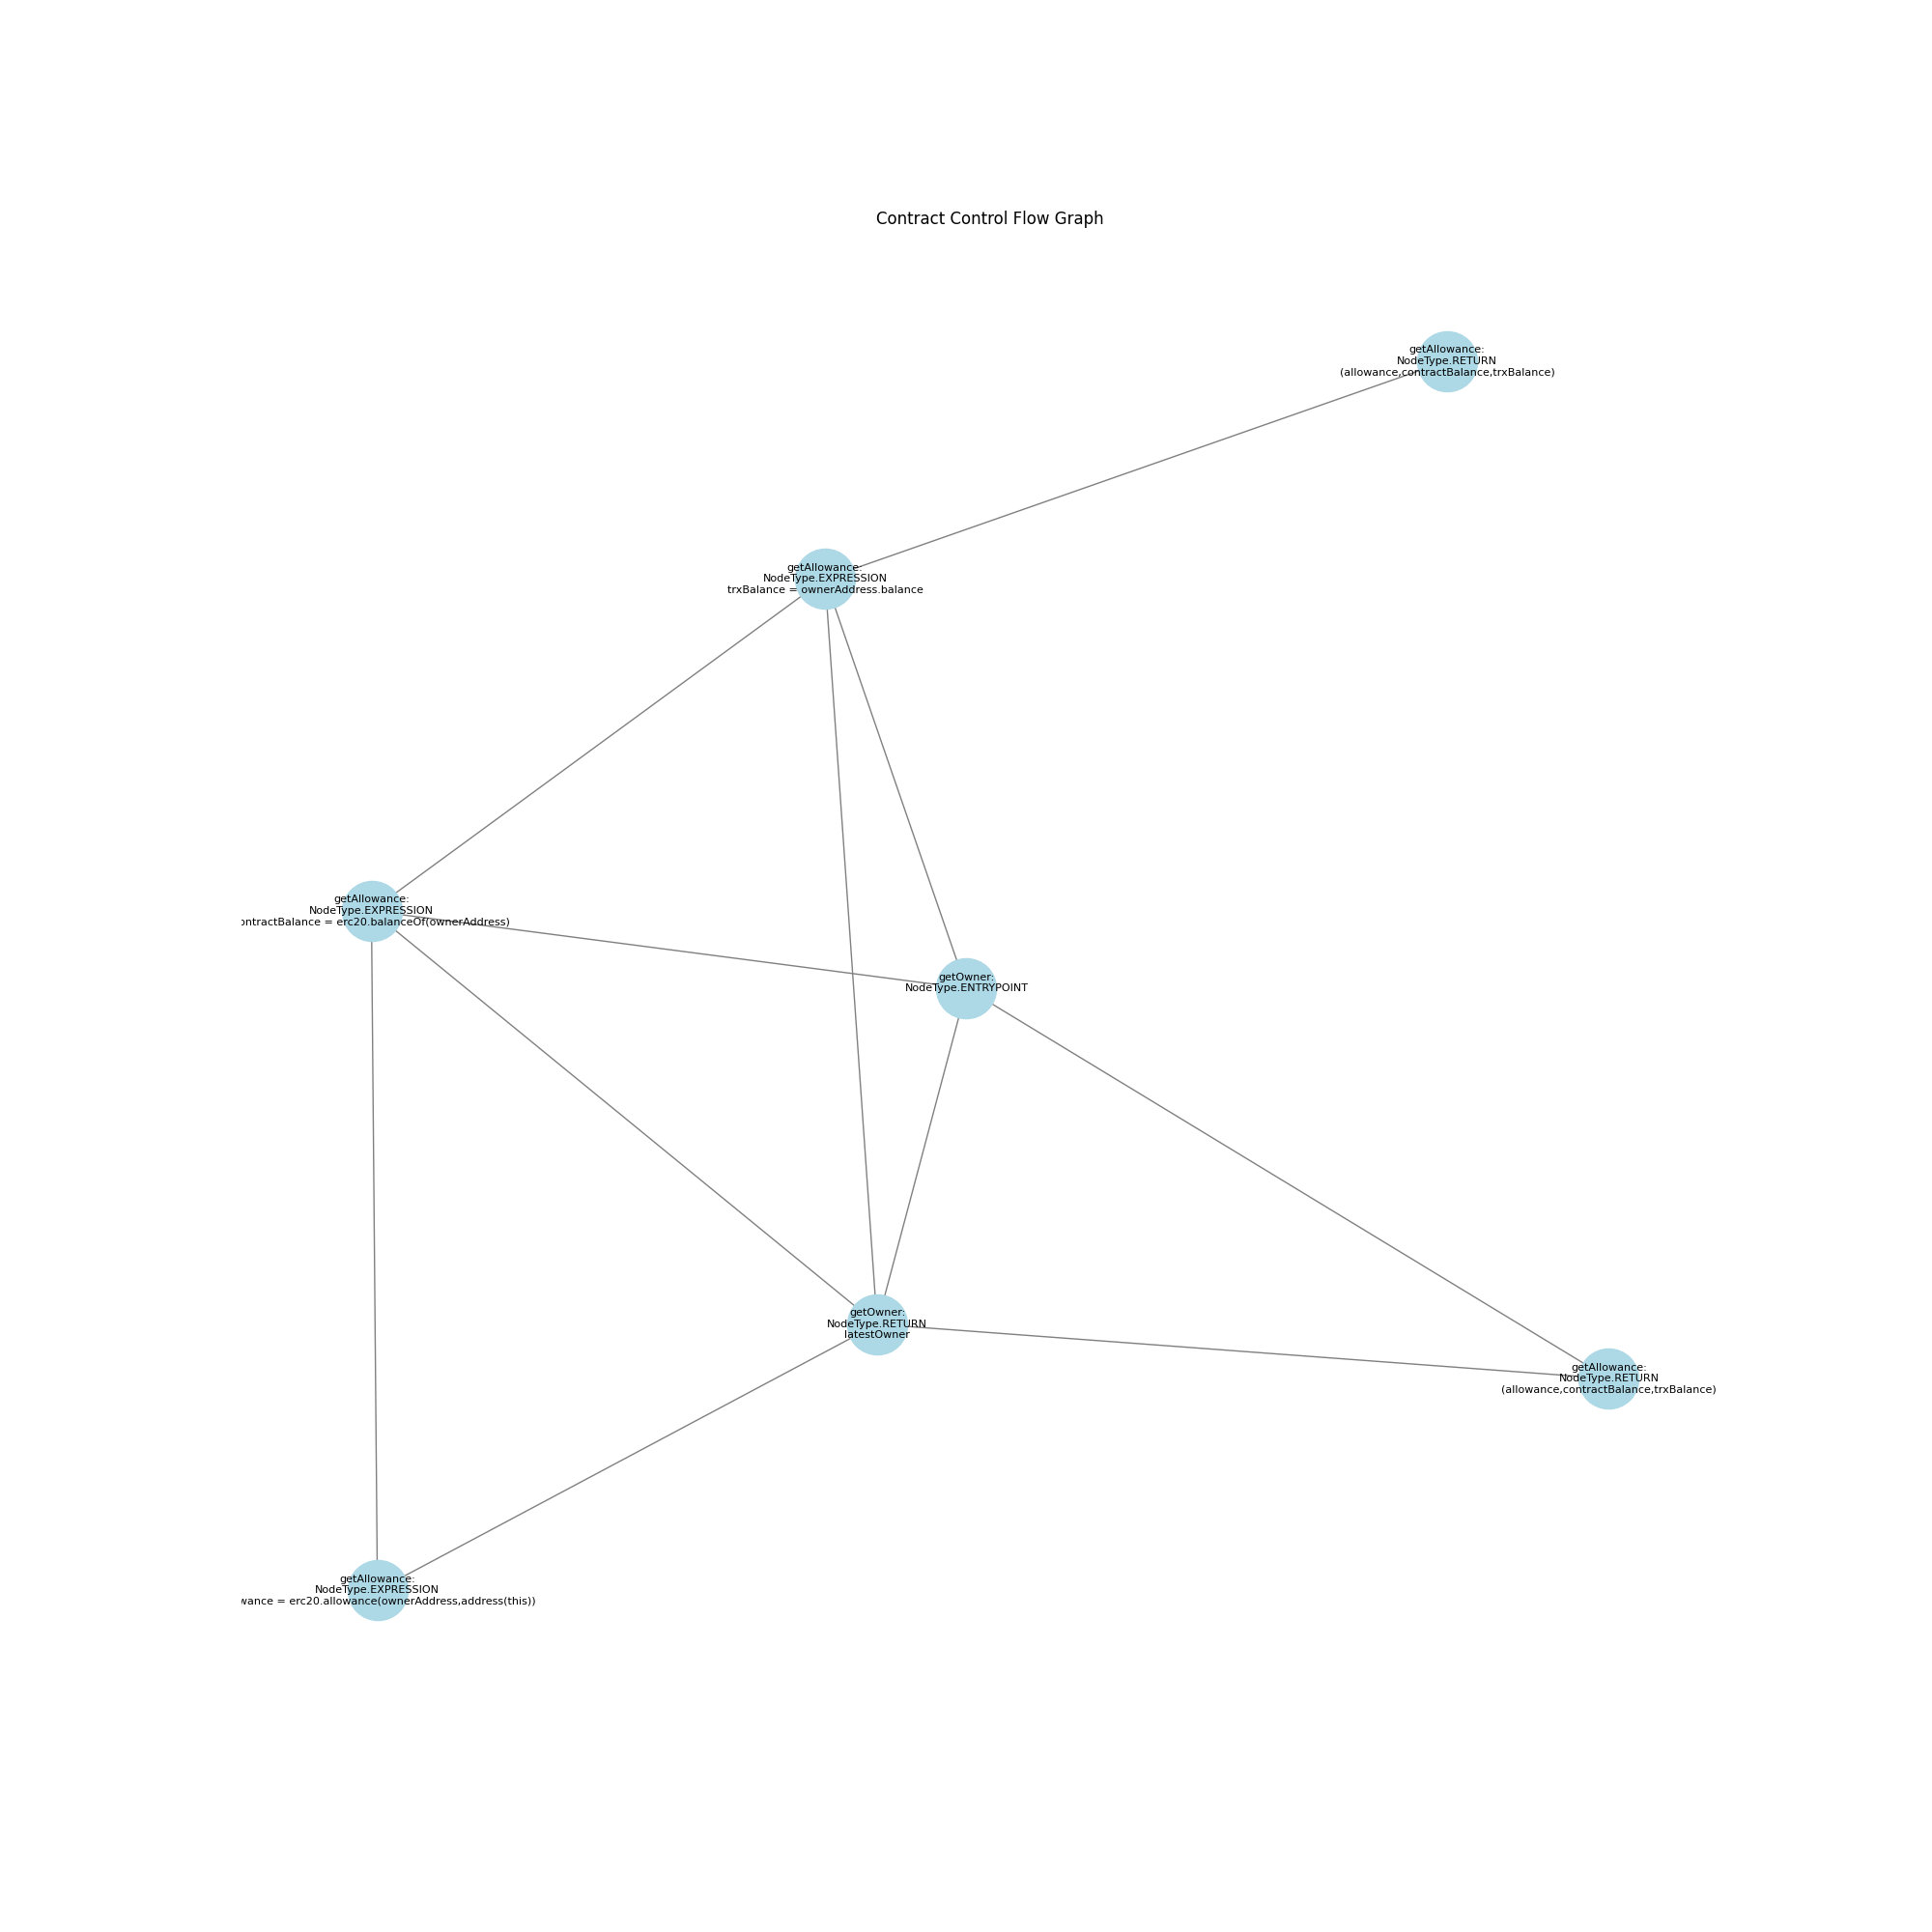 Contract Control Flow Graph
getAllowance:
NodeType.RETURN
(allowance,contractBalance,trxBalance)
getAllowance:
NodeType.EXPRESSION
trxBalance = ownerAddress.balance
getAllowance:
NodeType.EXPRESSION
ontractBalance = erc20.balanceOf(ownerAddress)
getOwner:
NodeType.ENTRYPOINT
getOwner:
NodeType.RETURN
latestOwner
getAllowance:
NodeType.RETURN
(allowance,contractBalance,trxBalance)
getAllowance:
NodeType.EXPRESSION
wance = erc20.allowance(ownerAddress,address(this))